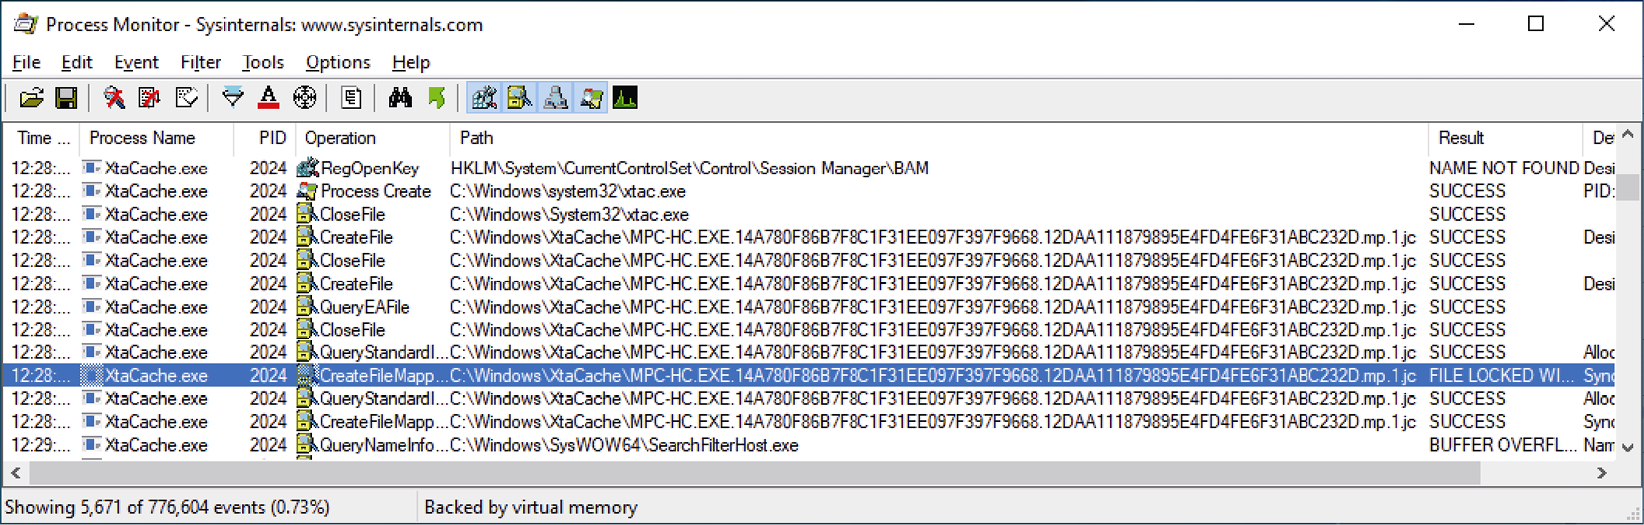 Process Monitor - Sysinternals: www.sysinternals.com
File Edit Event Filter Tools Options Help
Time ... Process Name PID Operation Path Result De
12:28:... XtaCache.exe 2024 RegOpenKey HKLM\System\CurrentControlSet\Control\Session Manager\BAM NAME NOT FOUND Desi
12:28:... XtaCache.exe 2024 Process Create C:\Windows\system32\xtac.exe SUCCESS PID:
12:28:... XtaCache.exe 2024 CloseFile C:\Windows\System32\xtac.exe SUCCESS
12:28:... XtaCache.exe 2024 CreateFile C:\Windows\XtaCache\MPC-HC.EXE.14A780F86B7F8C1F31EE097F397F9668.12DAA111879895E4FD4FE6F31ABC232D.mp.1.jc SUCCESS Desi
12:28:... XtaCache.exe 2024 CloseFile C:\Windows\XtaCache\MPC-HC.EXE.14A780F86B7F8C1F31EE097F397F9668.12DAA111879895E4FD4FE6F31ABC232D.mp.1.jc SUCCESS
12:28:... XtaCache.exe 2024 CreateFile C:\Windows\XtaCache\MPC-HC.EXE.14A780F86B7F8C1F31EE097F397F9668.12DAA111879895E4FD4FE6F31ABC232D.mp.1.jc SUCCESS Desi
12:28:... XtaCache.exe 2024 QueryEAFile C:\Windows\XtaCache\MPC-HC.EXE.14A780F86B7F8C1F31EE097F397F9668.12DAA111879895E4FD4FE6F31ABC232D.mp.1.jc SUCCESS
12:28:... XtaCache.exe 2024 CloseFile C:\Windows\XtaCache\MPC-HC.EXE.14A780F86B7F8C1F31EE097F397F9668.12DAA111879895E4FD4FE6F31ABC232D.mp.1.jc SUCCESS
12:28:... XtaCache.exe 2024 QueryStandardI... C:\Windows\XtaCache\MPC-HC.EXE.14A780F86B7F8C1F31EE097F397F9668.12DAA111879895E4FD4FE6F31ABC232D.mp.1.jc SUCCESS Alloc
12:28:... XtaCache.exe 2024 CreateFileMapp... C:\Windows\XtaCache\MPC-HC.EXE.14A780F86B7F8C1F31EE097F397F9668.12DAA111879895E4FD4FE6F31ABC232D.mp.1.jc FILE LOCKED WI... Sync
12:28:... XtaCache.exe 2024 QueryStandardI... C:\Windows\XtaCache\MPC-HC.EXE.14A780F86B7F8C1F31EE097F397F9668.12DAA111879895E4FD4FE6F31ABC232D.mp.1.jc SUCCESS Alloc
12:28:... XtaCache.exe 2024 CreateFileMapp... C:\Windows\XtaCache\MPC-HC.EXE.14A780F86B7F8C1F31EE097F397F9668.12DAA111879895E4FD4FE6F31ABC232D.mp.1.jc SUCCESS Sync
12:29:... XtaCache.exe 2024 QueryNameInfo... C:\Windows\SysWOW64\SearchFilterHost.exe BUFFER OVERFL... Nam
Showing 5,671 of 776,604 events (0.73%) Backed by virtual memory